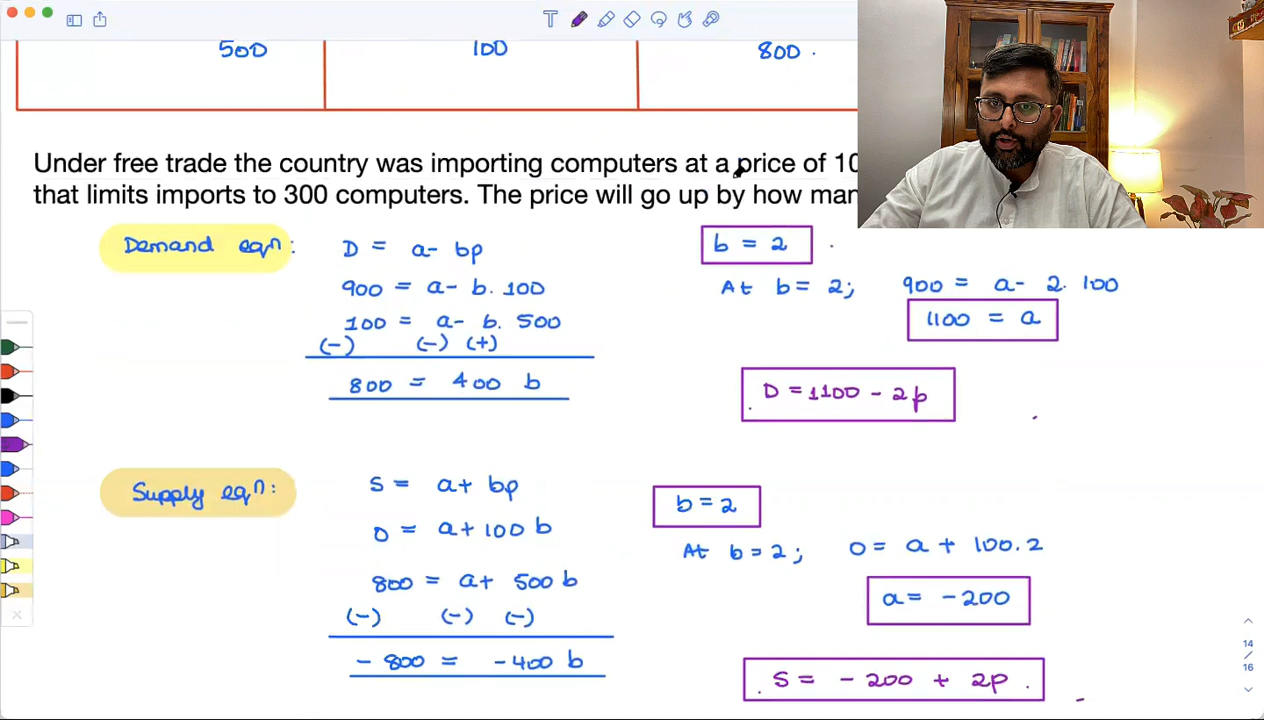 500 100 800
Under free trade the country was importing computers at a price of 10
that limits imports to 300 computers. The price will go up by how man
Demand eqn:
D = a- bp
900 = a- b. 100
100 = a- b. 500
(-) (-) (+)
800 = 400 b
b = 2
At b= 2; 900 = a- 2. 100
1100 = a
D = 1100 - 2p
Supply eqn:
S = a+ bp
0 = a+ 100 b
800 = a+ 500 b
(-) (-) (-)
- 800 = - 400 b
b = 2
At b = 2; 0 = a + 100.2
a = - 200
S = - 200 + 2p
14
/
16